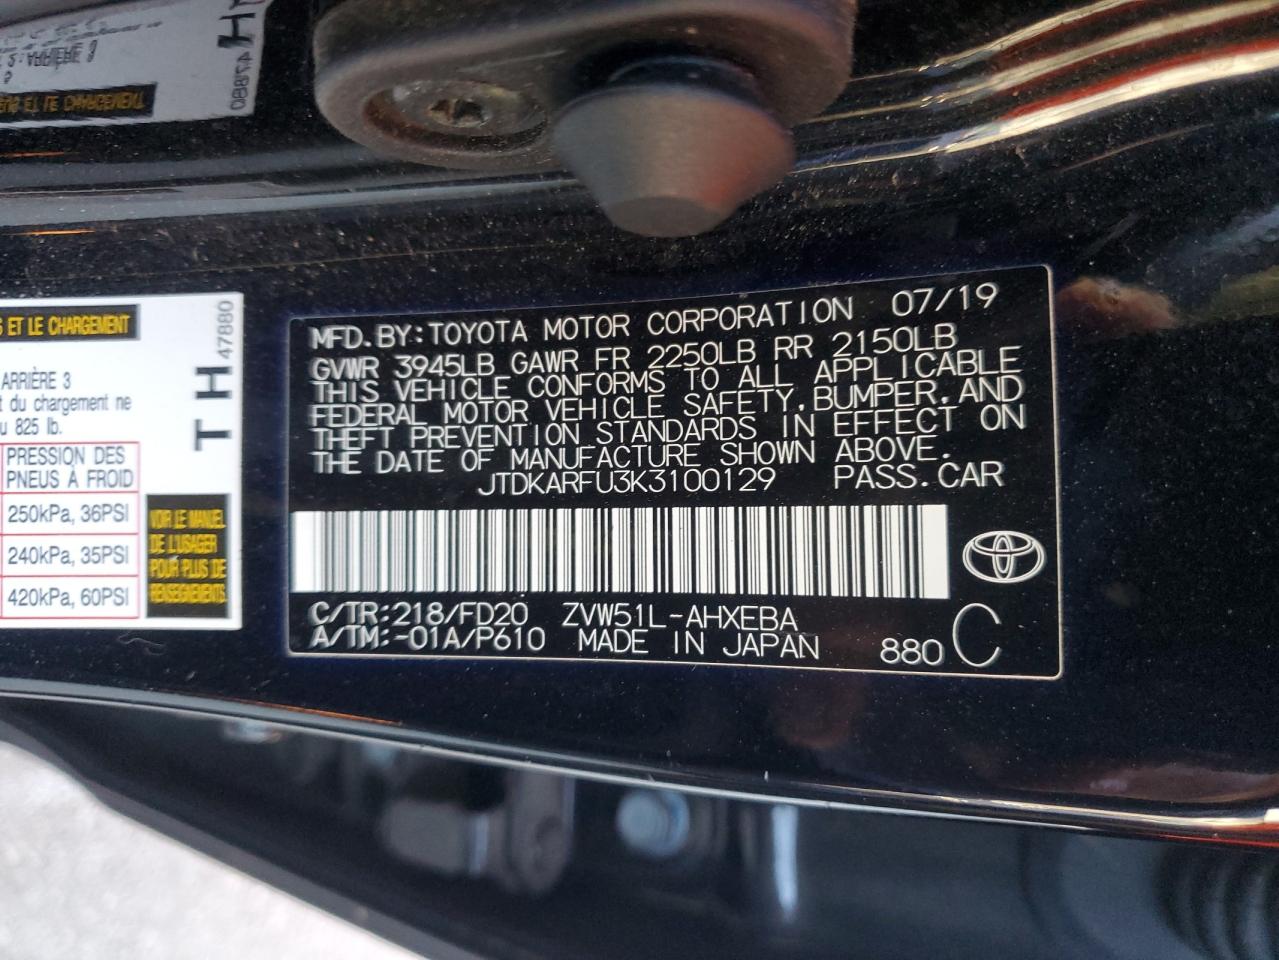 S ET LE CHARGEMENT
ARRIÈRE 3
t du chargement ne
u 825 lb.
PRESSION DES
PNEUS À FROID
250kPa, 36PSI
240kPa, 35PSI
420kPa, 60PSI
TH 47880
VOIR LE MANUEL
DE L'USAGER
POUR PLUS DE
RENSEIGNEMENTS.
MFD.BY:TOYOTA MOTOR CORPORATION 07/19
GVWR 3945LB GAWR FR 2250LB RR 2150LB
THIS VEHICLE CONFORMS TO ALL APPLICABLE
FEDERAL MOTOR VEHICLE SAFETY,BUMPER,AND
THEFT PREVENTION STANDARDS IN EFFECT ON
THE DATE OF MANUFACTURE SHOWN ABOVE.
JTDKARFU3K3100129 PASS.CAR
C/TR:218/FD20 ZVW51L-AHXEBA
A/TM:-01A/P610 MADE IN JAPAN 880 C